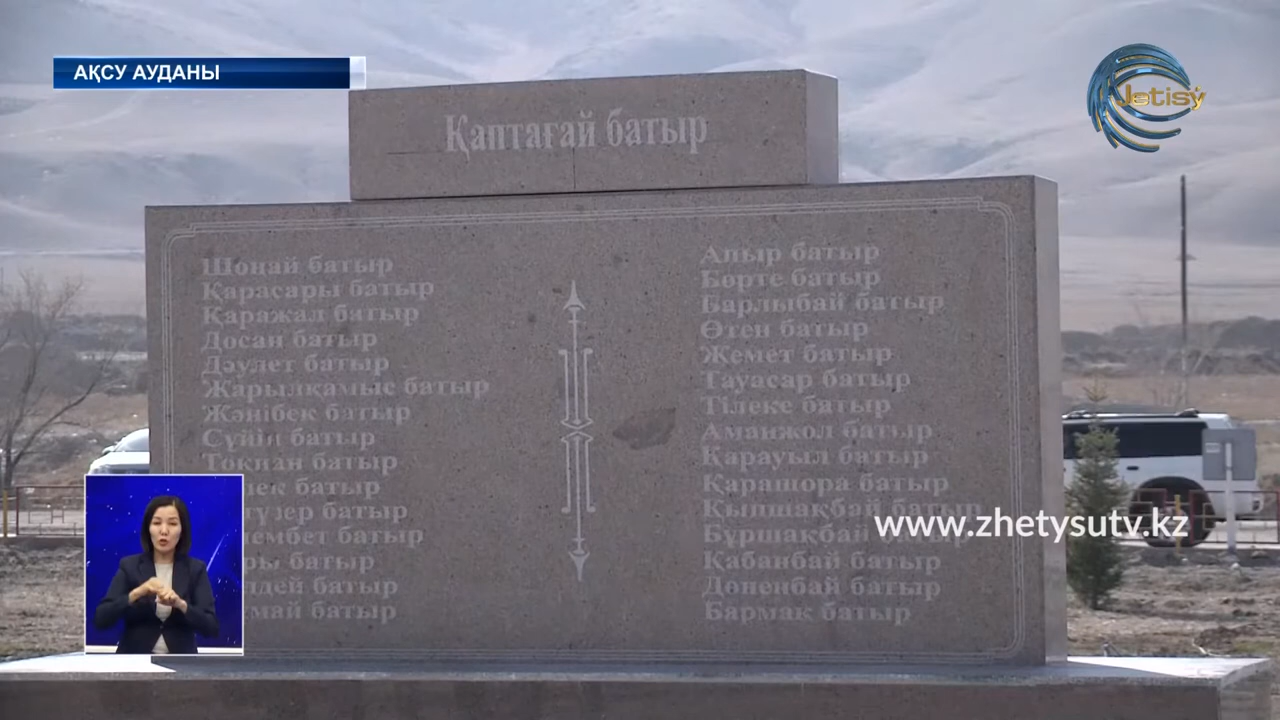 АҚСУ АУДАНЫ
Jetisy
Қаптағай батыр
Шонай батыр
Қарасары батыр
Қаражал батыр
Досан батыр
Дәулет батыр
Жарылқамыс батыр
Жәнібек батыр
Сүйін батыр
Тоқпан батыр
батыр
батыр
батыр
батыр
батыр
батыр
Апыр батыр
Бөрте батыр
Барлыбай батыр
Өтен батыр
Жемет батыр
Тауасар батыр
Тілеке батыр
Аманжол батыр
Қарауыл батыр
Қарашора батыр
Қыпшақбай батыр
Бұршақбай батыр
Қабанбай батыр
Дөненбай батыр
Бармақ батыр
www.zhetysutv.kz